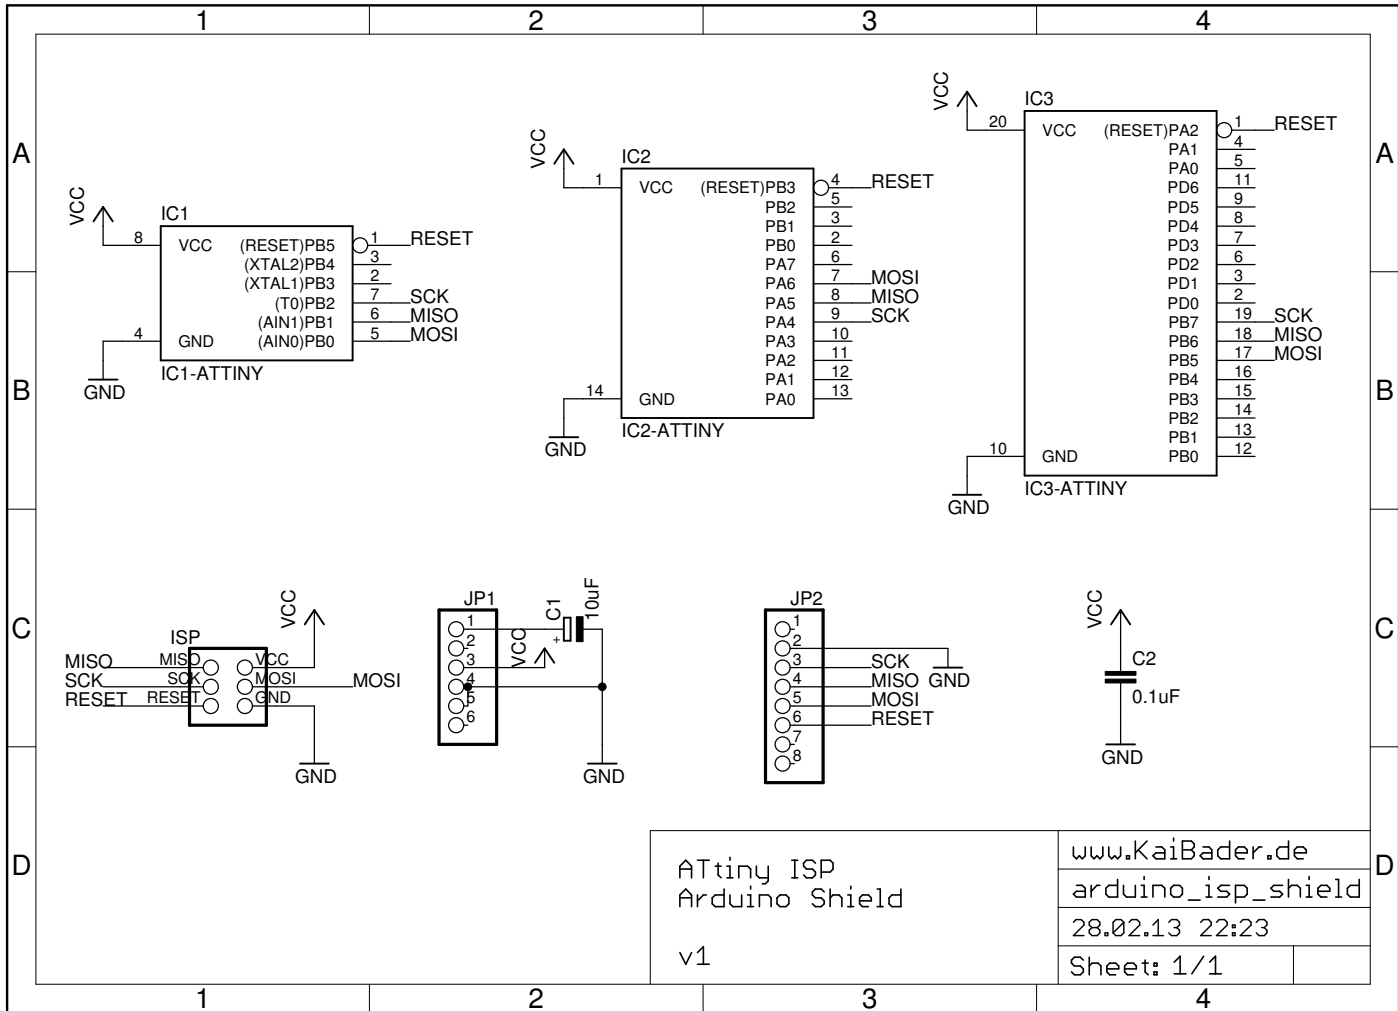 1 2 3 4
A A
B B
C C
D D
1 2 3 4
IC1
VCC
8 VCC (RESET)PB5 1 RESET
(XTAL2)PB4 3
(XTAL1)PB3 2
(T0)PB2 7 SCK
(AIN1)PB1 6 MISO
4 GND (AIN0)PB0 5 MOSI
IC1-ATTINY
GND
IC2
VCC
1 VCC (RESET)PB3 4 RESET
PB2 5
PB1 3
PB0 2
PA7 6
PA6 7 MOSI
PA5 8 MISO
PA4 9 SCK
PA3 10
PA2 11
PA1 12
14 GND PA0 13
IC2-ATTINY
GND
IC3
VCC
20 VCC (RESET)PA2 1 RESET
PA1 4
PA0 5
PD6 11
PD5 9
PD4 8
PD3 7
PD2 6
PD1 3
PD0 2
PB7 19 SCK
PB6 18 MISO
PB5 17 MOSI
PB4 16
PB3 15
PB2 14
PB1 13
10 GND PB0 12
IC3-ATTINY
GND
ISP
VCC
MISO MISO VCC
SCK SCK MOSI MOSI
RESET RESET GND
GND
JP1
1
2
3
4
5
6
C1
+
10uF
VCC
GND
JP2
1
2
3 SCK
4 MISO GND
5 MOSI
6 RESET
7
8
VCC
C2
0.1uF
GND
ATtiny ISP
Arduino Shield
v1
www.KaiBader.de
arduino_isp_shield
28.02.13 22:23
Sheet: 1/1